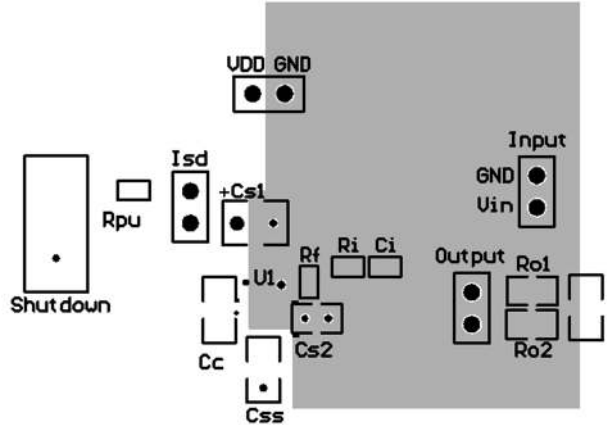 VDD GND
Input
Isd
GND
+Cs1
Vin
Rpu
Rf Ri Ci
Output
Ro1
U1
Shutdown
Cs2
Ro2
Cc
Css